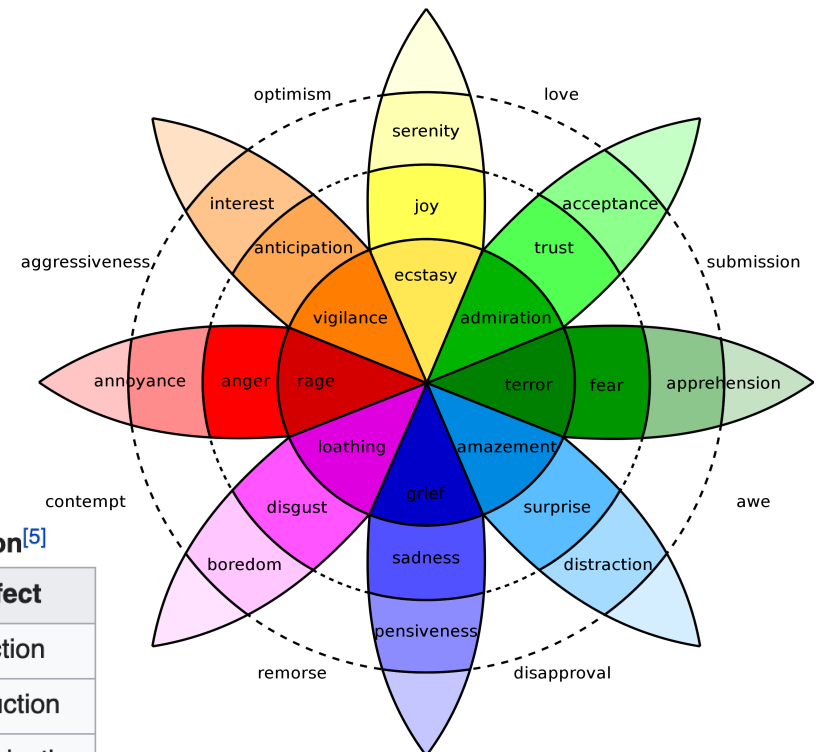 optimism
love
serenity
interest
joy
acceptance
anticipation
trust
aggressiveness
submission
ecstasy
vigilance
admiration
annoyance
anger
rage
terror
fear
apprehension
loathing
amazement
grief
contempt
disgust
surprise
awe
on[5]
sadness
boredom
distraction
fect
pensiveness
ction
remorse
disapproval
uction